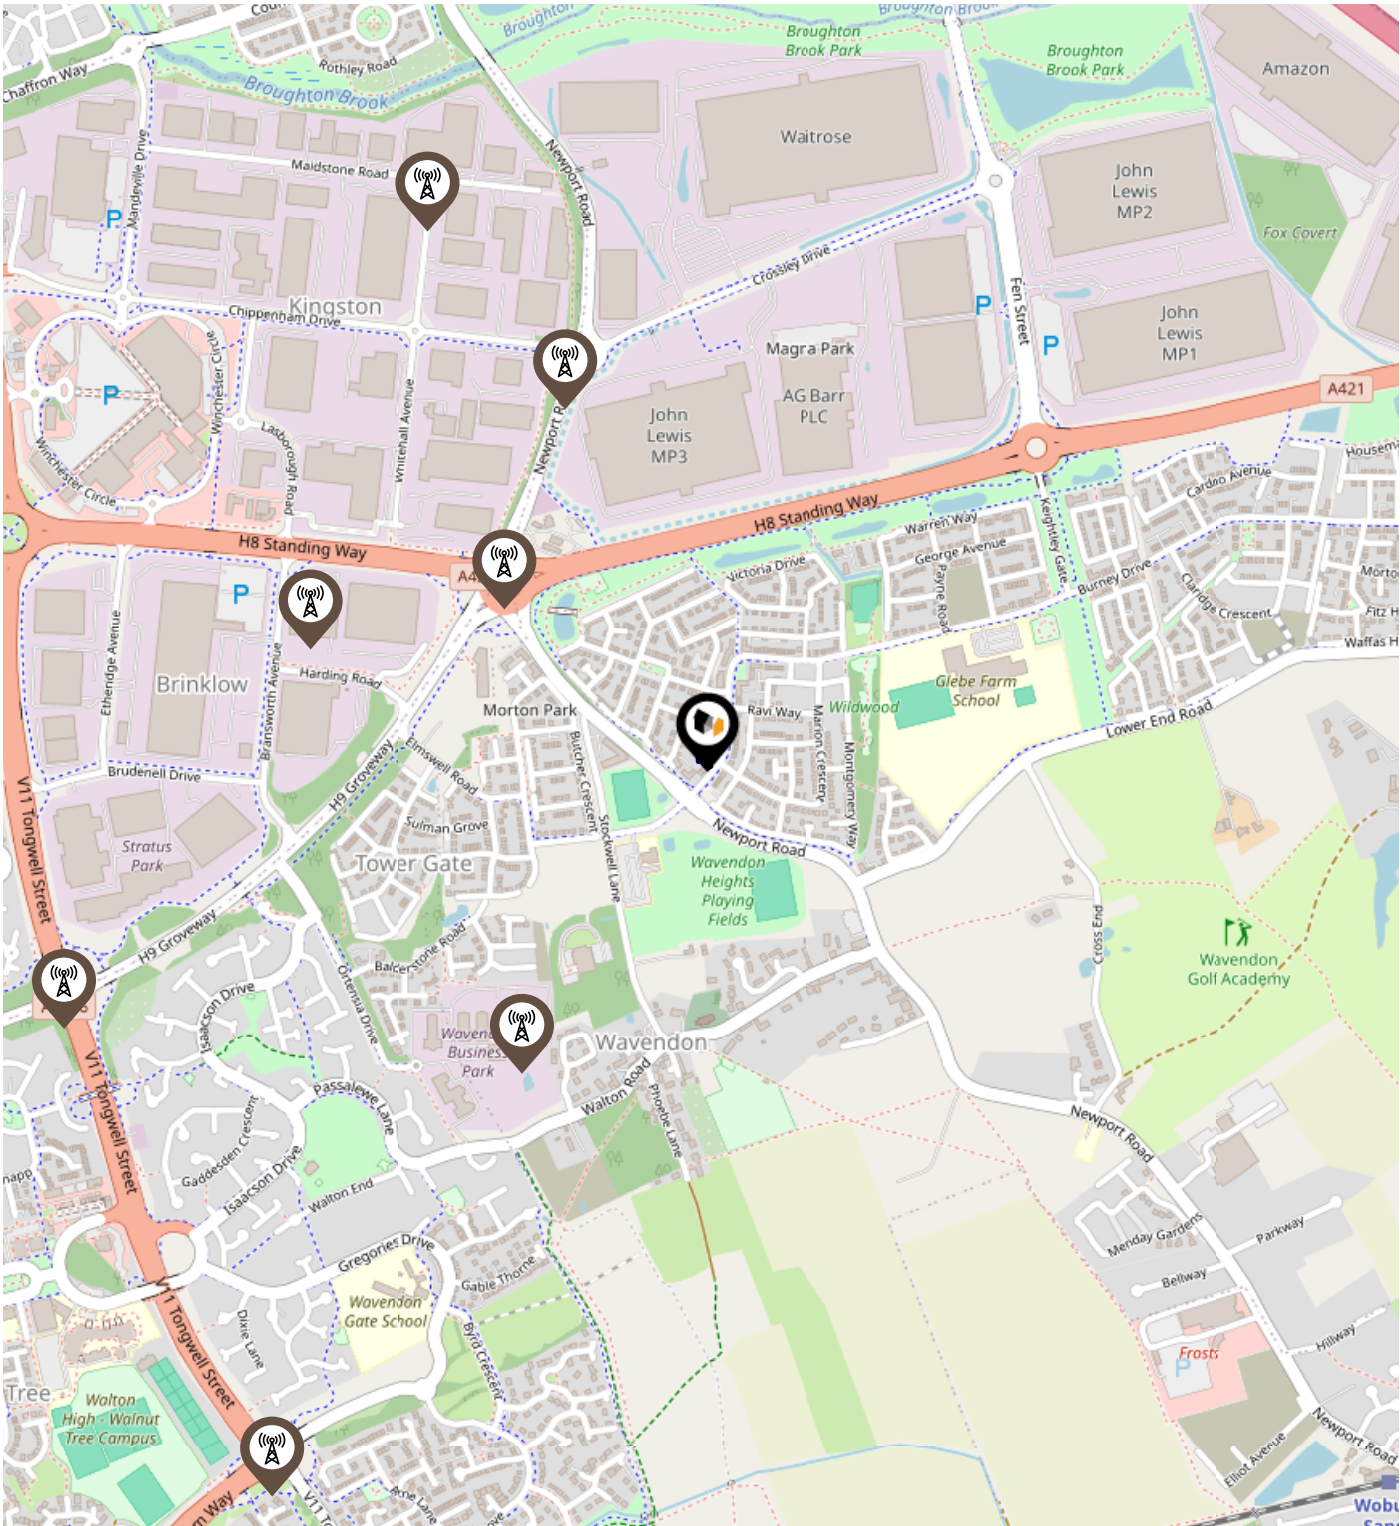 Broughton
Broughton Brook
Broughton
Brook Park
Broughton
Brook Park
Amazon
Rothley Road
Chaffron Way
Broughton Brook
Waitrose
Mandeville Drive
Maidstone Road
Newport Road
John
Lewis
MP2
P
Fox Covert
Crossley Drive
Fen Street
Kingston
Chippenham Drive
P
P
John
Lewis
MP1
Magra Park
Winchester Circle
Whitehall Avenue
A421
P
AG Barr
PLC
John
Lewis
MP3
Lasborough Road
Winchester Circle
Cardno Avenue
H8 Standing Way
Warren Way
Keightley Gate
H8 Standing Way
George Avenue
Victoria Drive
Payne Road
Burney Drive
Claridge Crescent
P
Etheridge Avenue
Bransworth Avenue
Harding Road
Brinklow
Glebe Farm
School
Morton Park
Ravi Way
Wildwood
Lower End Road
Marion Crescent
Montgomery Way
Butcher Crescent
Elmswell Road
Brudenell Drive
H9 Groveway
V11 Tongwell Street
Sulman Grove
Stockwell Lane
Newport Road
Stratus
Park
Tower Gate
Wavendon
Heights
Playing
Fields
H9 Groveway
Cross End
Balcerstone Road
Wavendon
Golf Academy
Isaacson Drive
Ortensia Drive
Business
Park
Wavendon
V11 Tongwell Street
Walton Road
Phoebe Lane
Passalewe Lane
Newport Road
Gaddesden Crescent
Isaacson Drive
Walton End
Menday Gardens
Parkway
Gregories Drive
Gable Thorne
Bellway
V11 Tongwell Street
Wavendon
Gate School
Dixie Lane
Byrd Crescent
Hillway
Frosts
P
Tree
Walton
High - Walnut
Tree Campus
Newport Road
Elliot Avenue